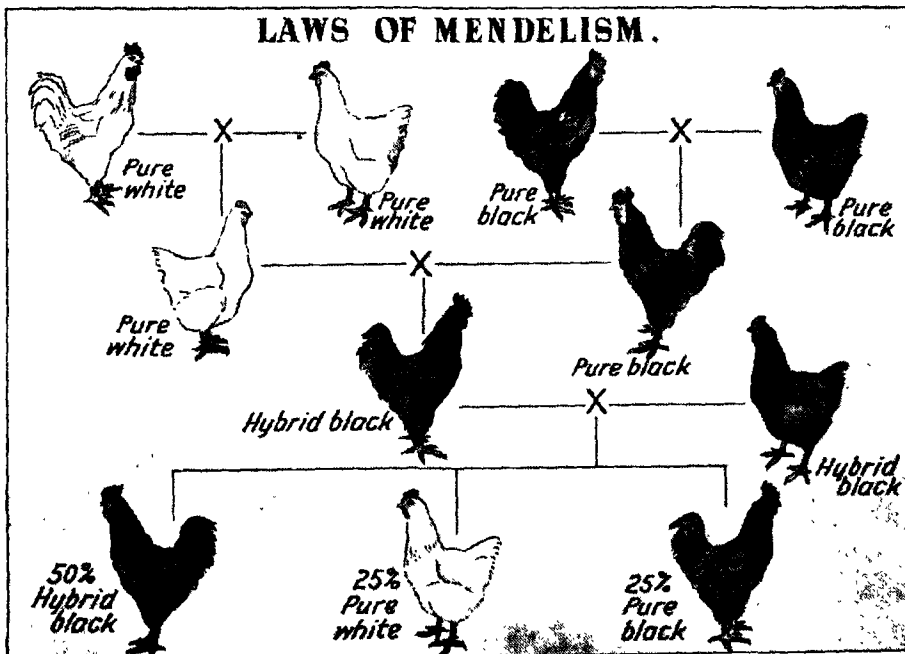 LAWS OF MENDELISM.
X
X
Pure
white
Pure
white
Pure
black
Pure
black
X
Pure
white
Pure black
X
Hybrid black
Hybrid
black
50%
Hybrid
black
25%
Pure
white
25%
Pure
black